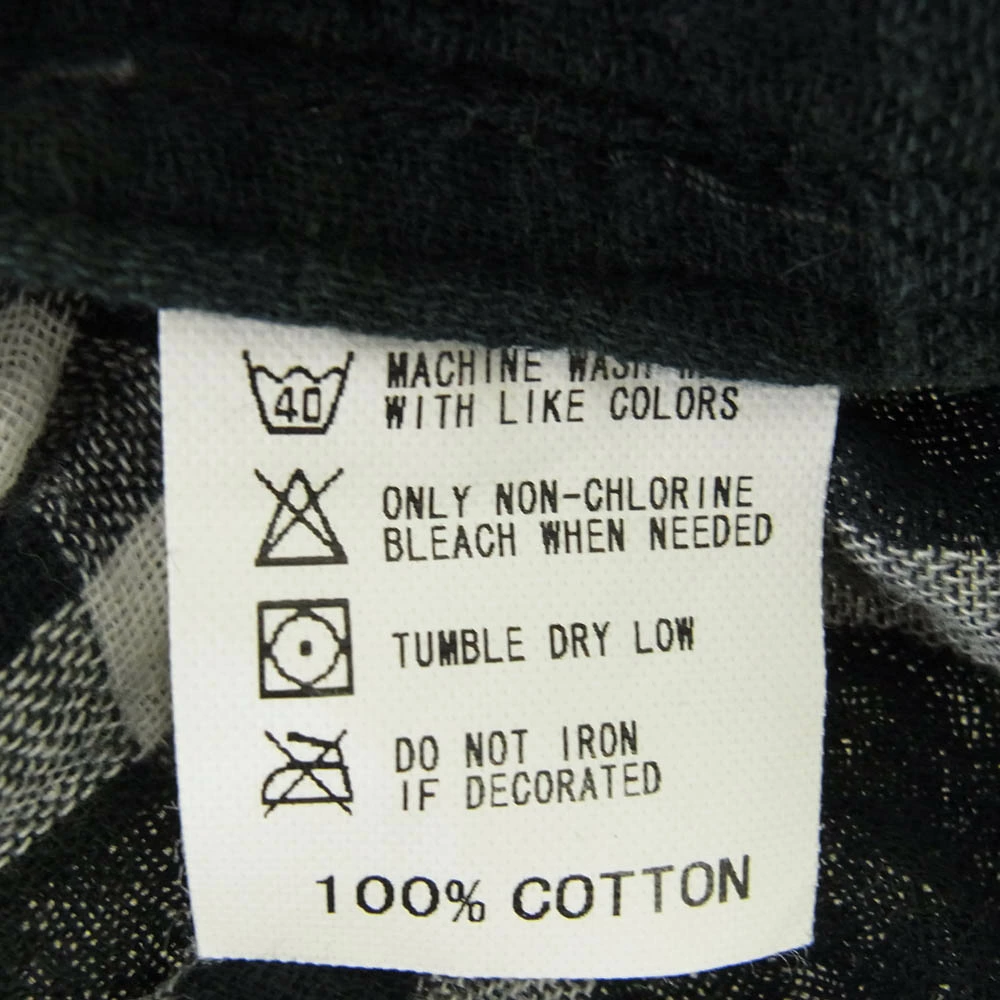 MACHINE WASH
40
WITH LIKE COLORS
ONLY NON-CHLORINE
BLEACH WHEN NEEDED
TUMBLE DRY LOW
DO NOT IRON
IF DECORATED
100% COTTON